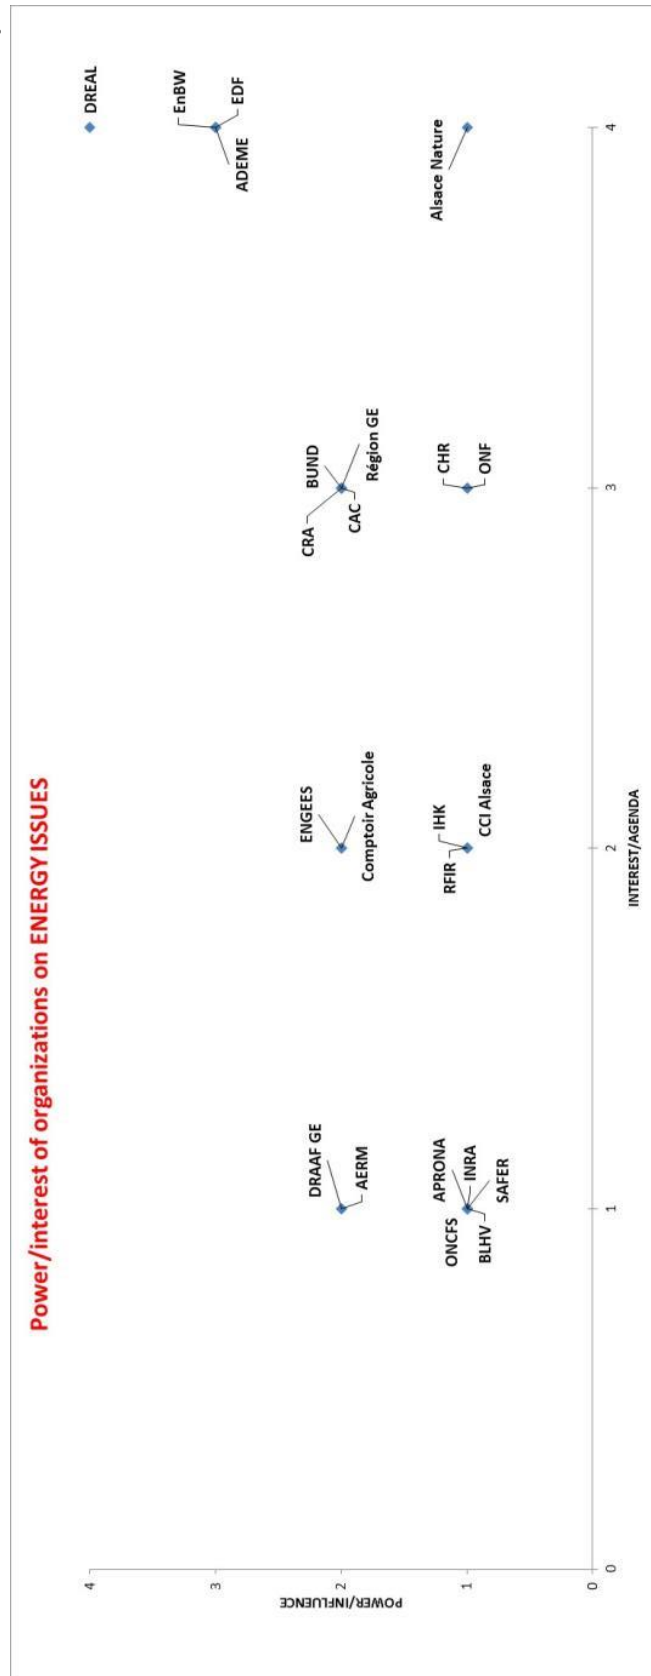 Power/interest of organizations on ENERGY ISSUES
POWER/INFLUENCE
4
3
2
1
0
DREAL
EnBW
EDF
ADEME
Alsace Nature
CRA
BUND
CAC
Région GE
CHR
ONF
ENGEES
Comptoir Agricole
RFIR
IHK
CCI Alsace
DRAAF GE
AERM
ONCFS
APRONA
INRA
BLHV
SAFER
0
1
2
3
4
INTEREST/AGENDA